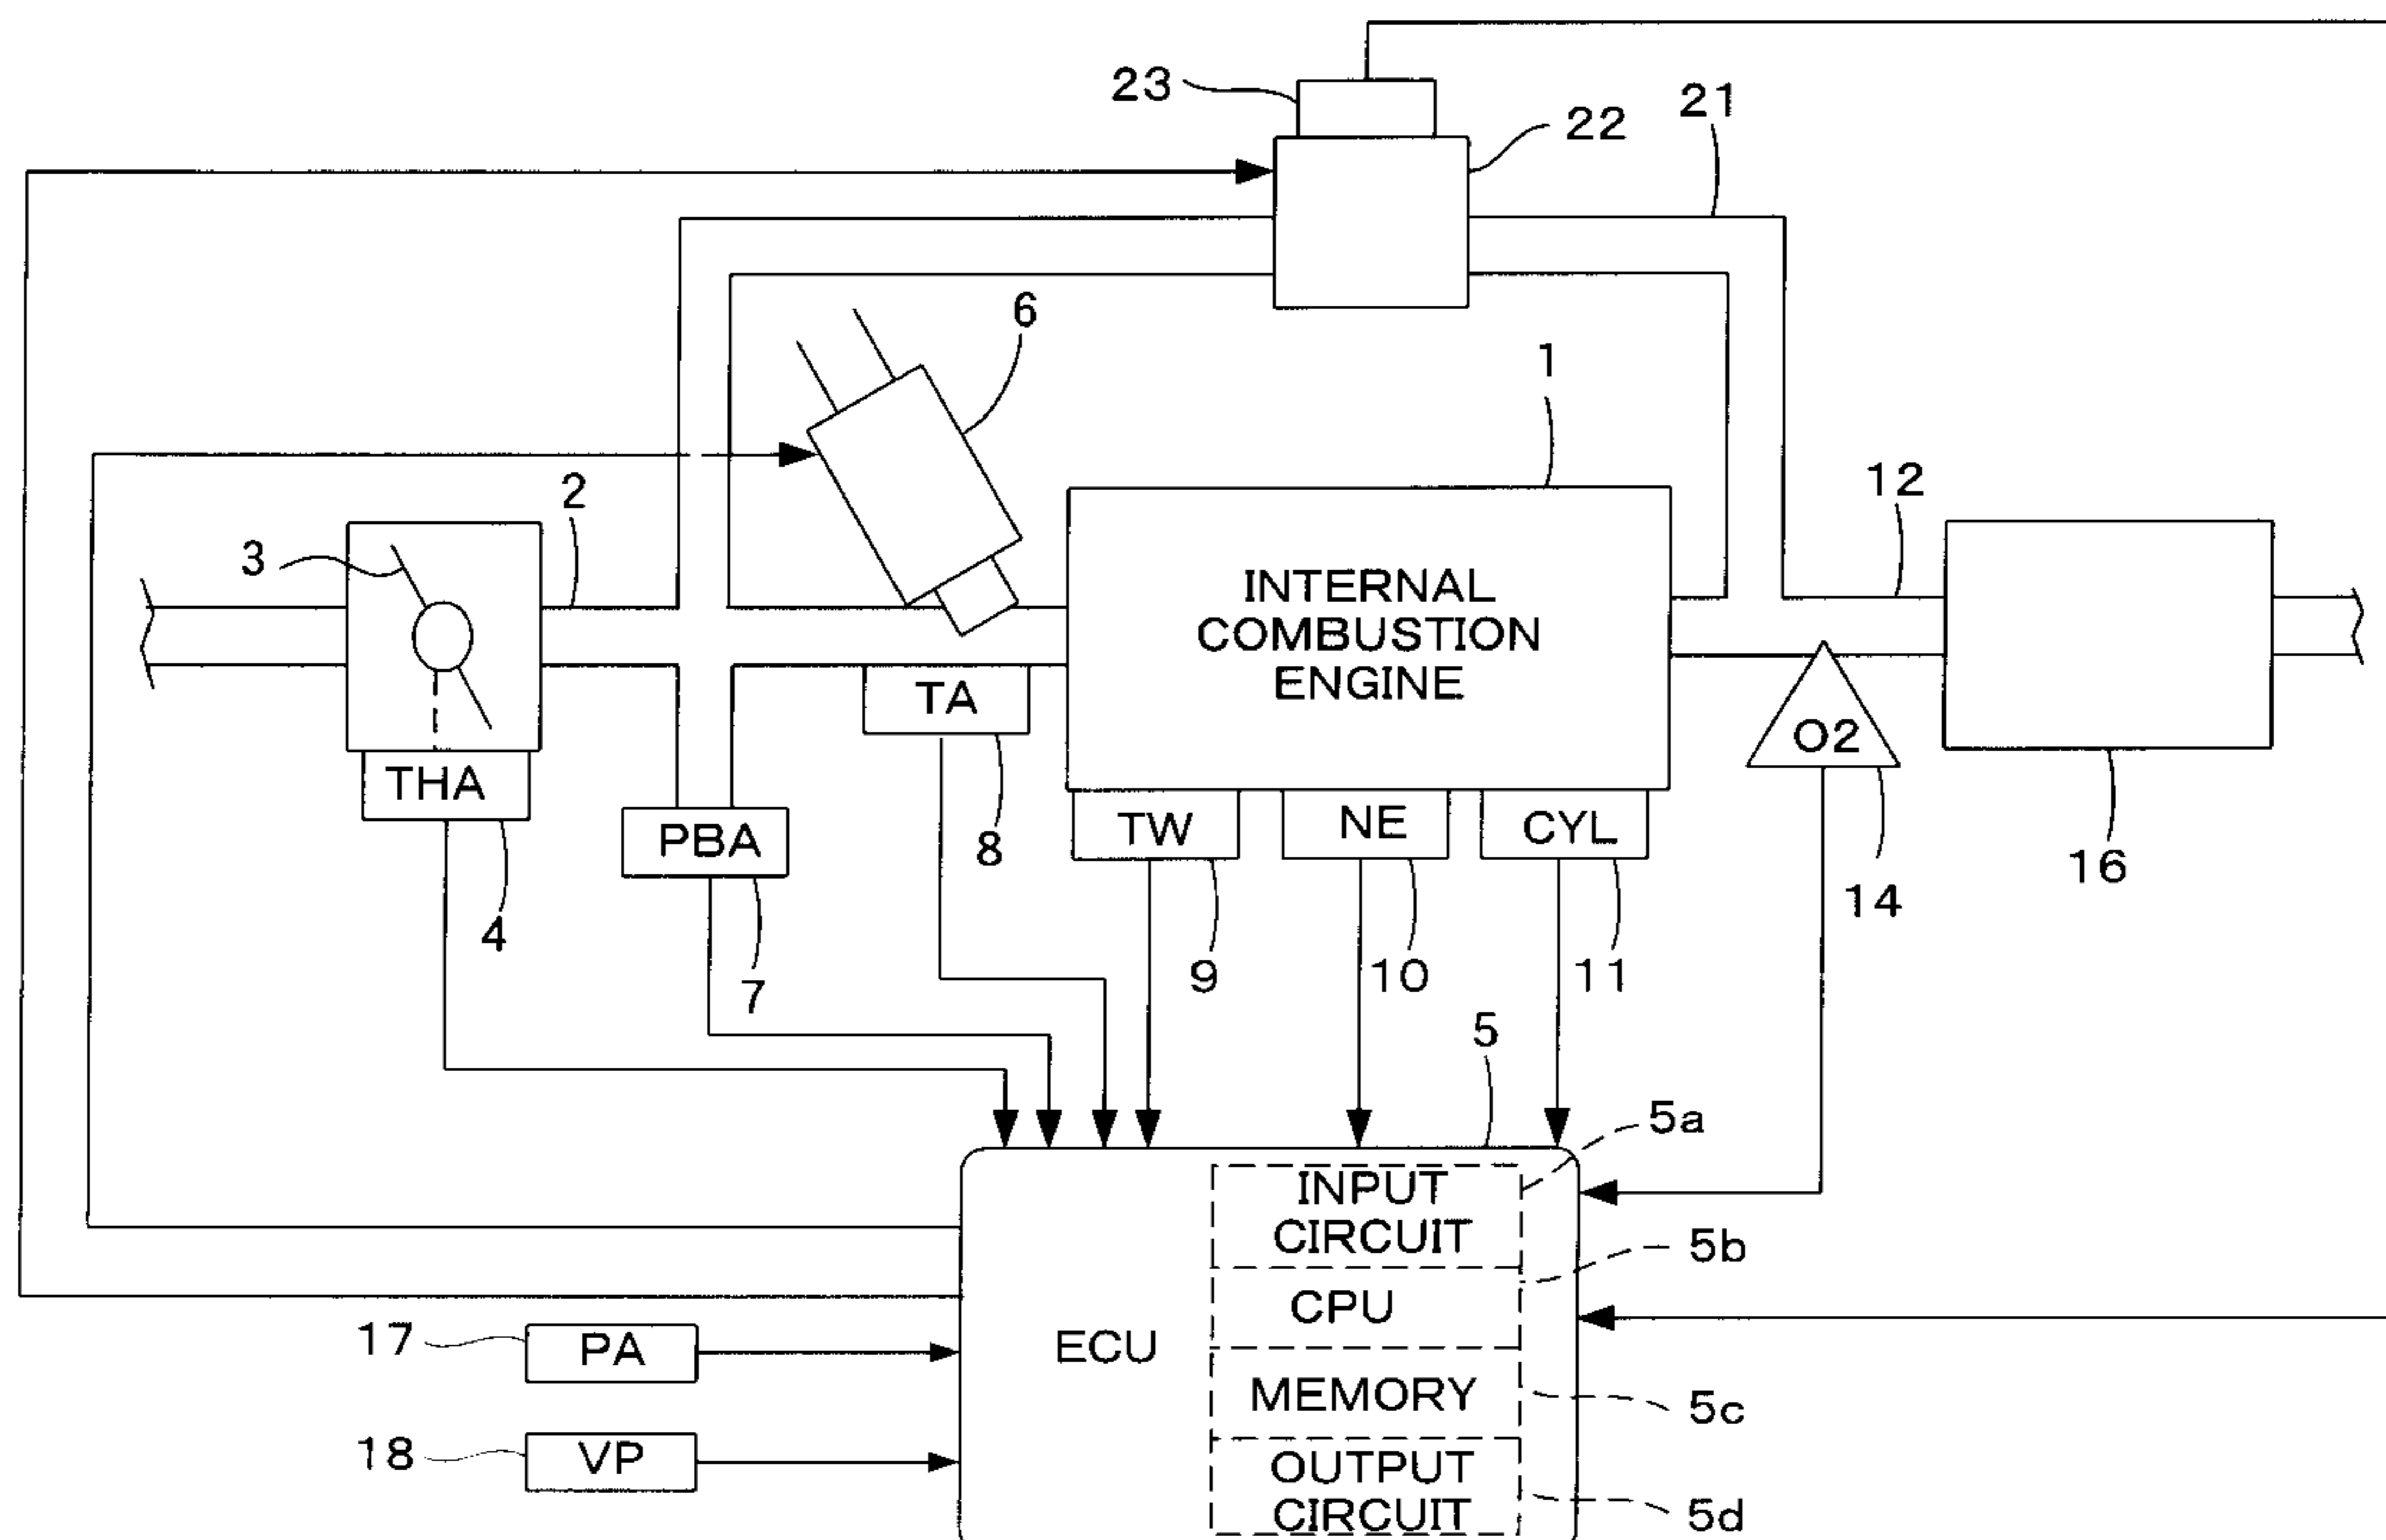 23
22
21
6
1
2
12
3
INTERNAL
COMBUSTION
ENGINE
TA
O2
THA
PBA
TW
NE
CYL
8
16
14
4
7
9
10
11
5
5a
INPUT
CIRCUIT
5b
CPU
ECU
17
PA
MEMORY
5c
18
VP
OUTPUT
CIRCUIT
5d